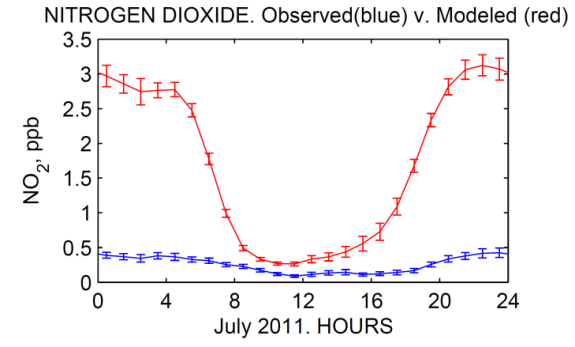 NITROGEN DIOXIDE. Observed(blue) v. Modeled (red)
3.5
3
2.5
2
1.5
1
0.5
0
NO2, ppb
0 4 8 12 16 20 24
July 2011. HOURS